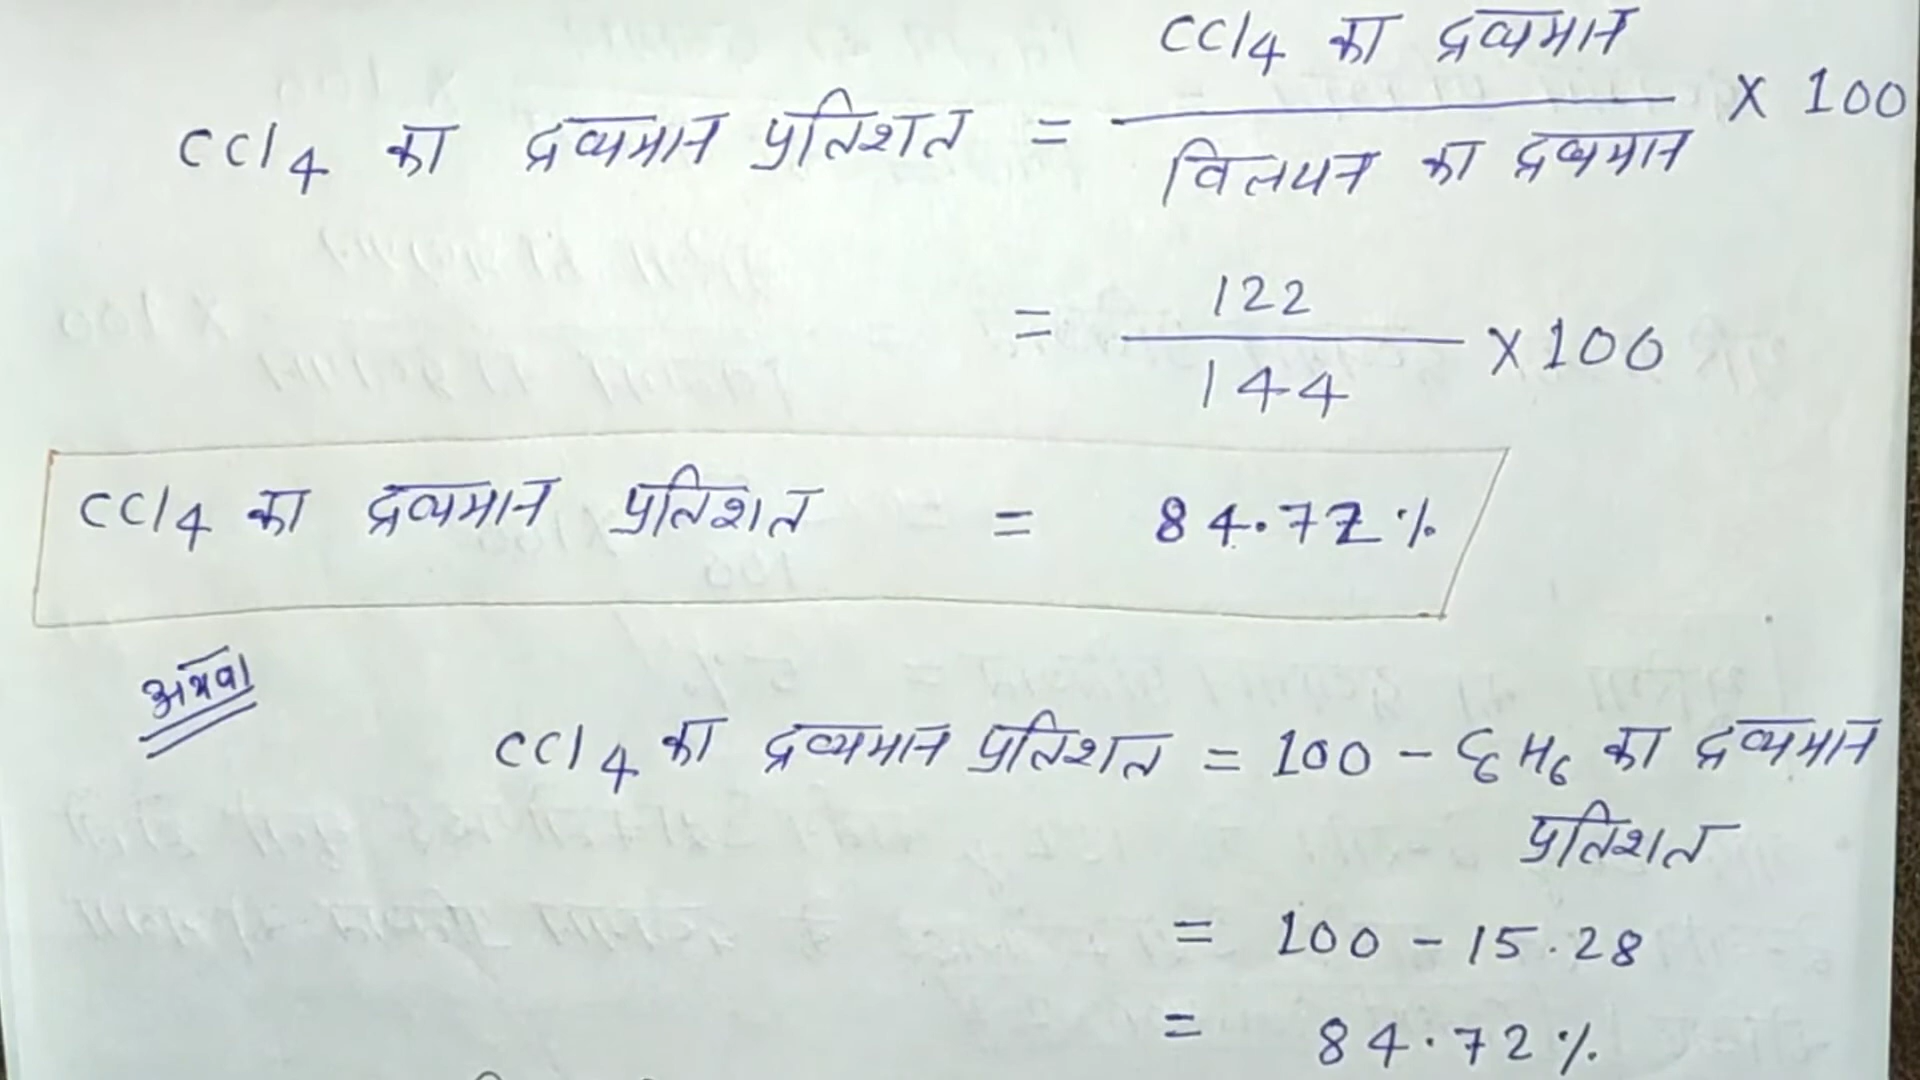 CCl4 का द्रव्यमान
CCl4 का द्रव्यमान प्रतिशत = ───── X 100
विलयन का द्रव्यमान
122
= ───── X 100
144
CCl4 का द्रव्यमान प्रतिशत = 84.72%
अथवा
CCl4 का द्रव्यमान प्रतिशत = 100 - C6H6 का द्रव्यमान
प्रतिशत
= 100 - 15.28
= 84.72%